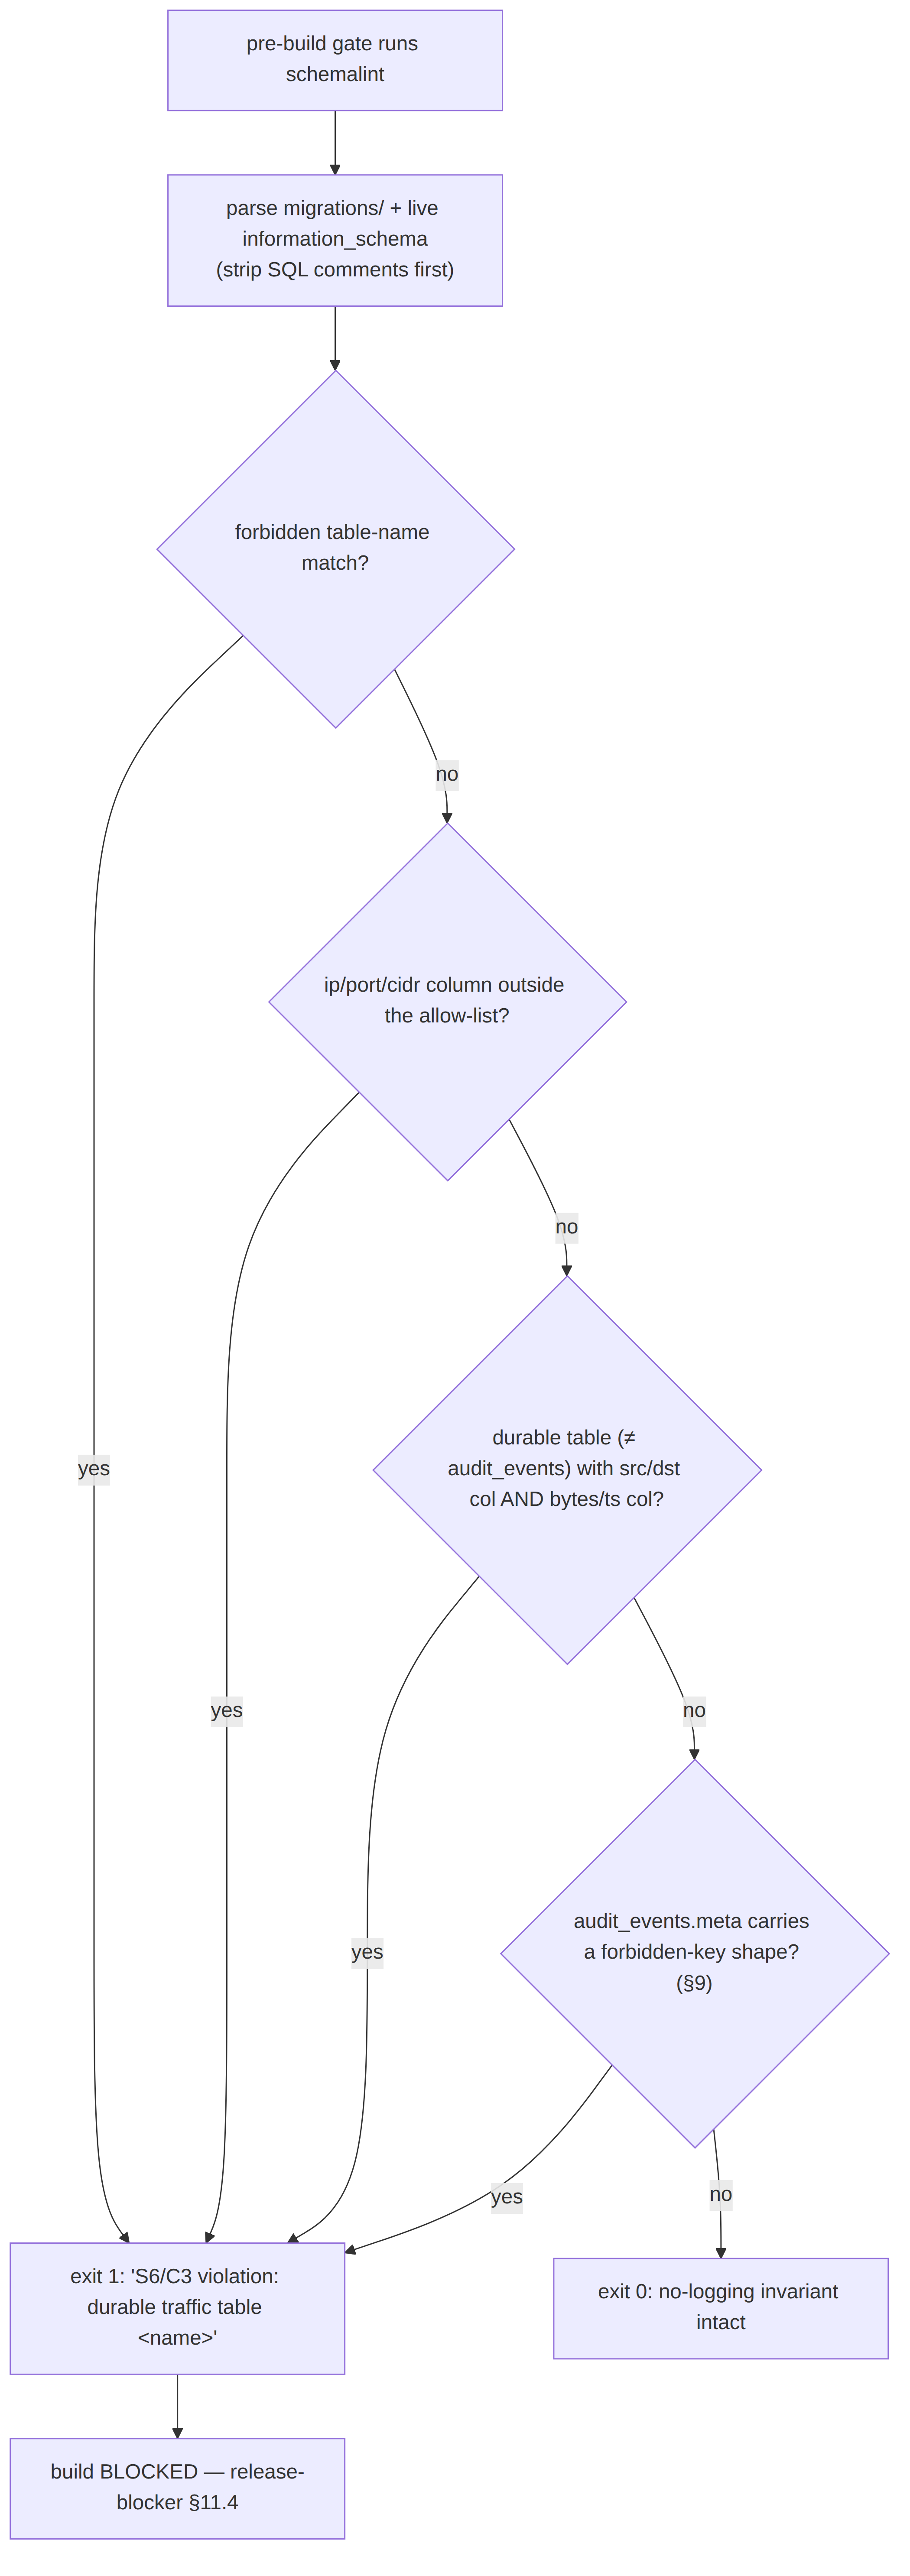 pre-build gate runs
schemalint
parse migrations/ + live
information_schema
(strip SQL comments first)
forbidden table-name
match?
no
ip/port/cidr column outside
the allow-list?
no
durable table (≠
audit_events) with src/dst
col AND bytes/ts col?
yes
yes
no
audit_events.meta carries
a forbidden-key shape?
(§9)
yes
yes
no
exit 1: 'S6/C3 violation:
durable traffic table
<name>'
exit 0: no-logging invariant
intact
build BLOCKED — release-
blocker §11.4